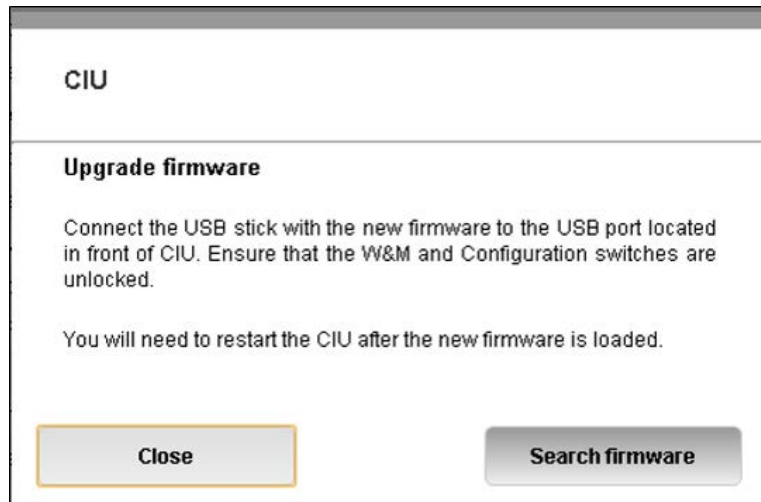 CIU
Upgrade firmware
Connect the USB stick with the new firmware to the USB port located
in front of CIU. Ensure that the W&M and Configuration switches are
unlocked.
You will need to restart the CIU after the new firmware is loaded.
Close
Search firmware